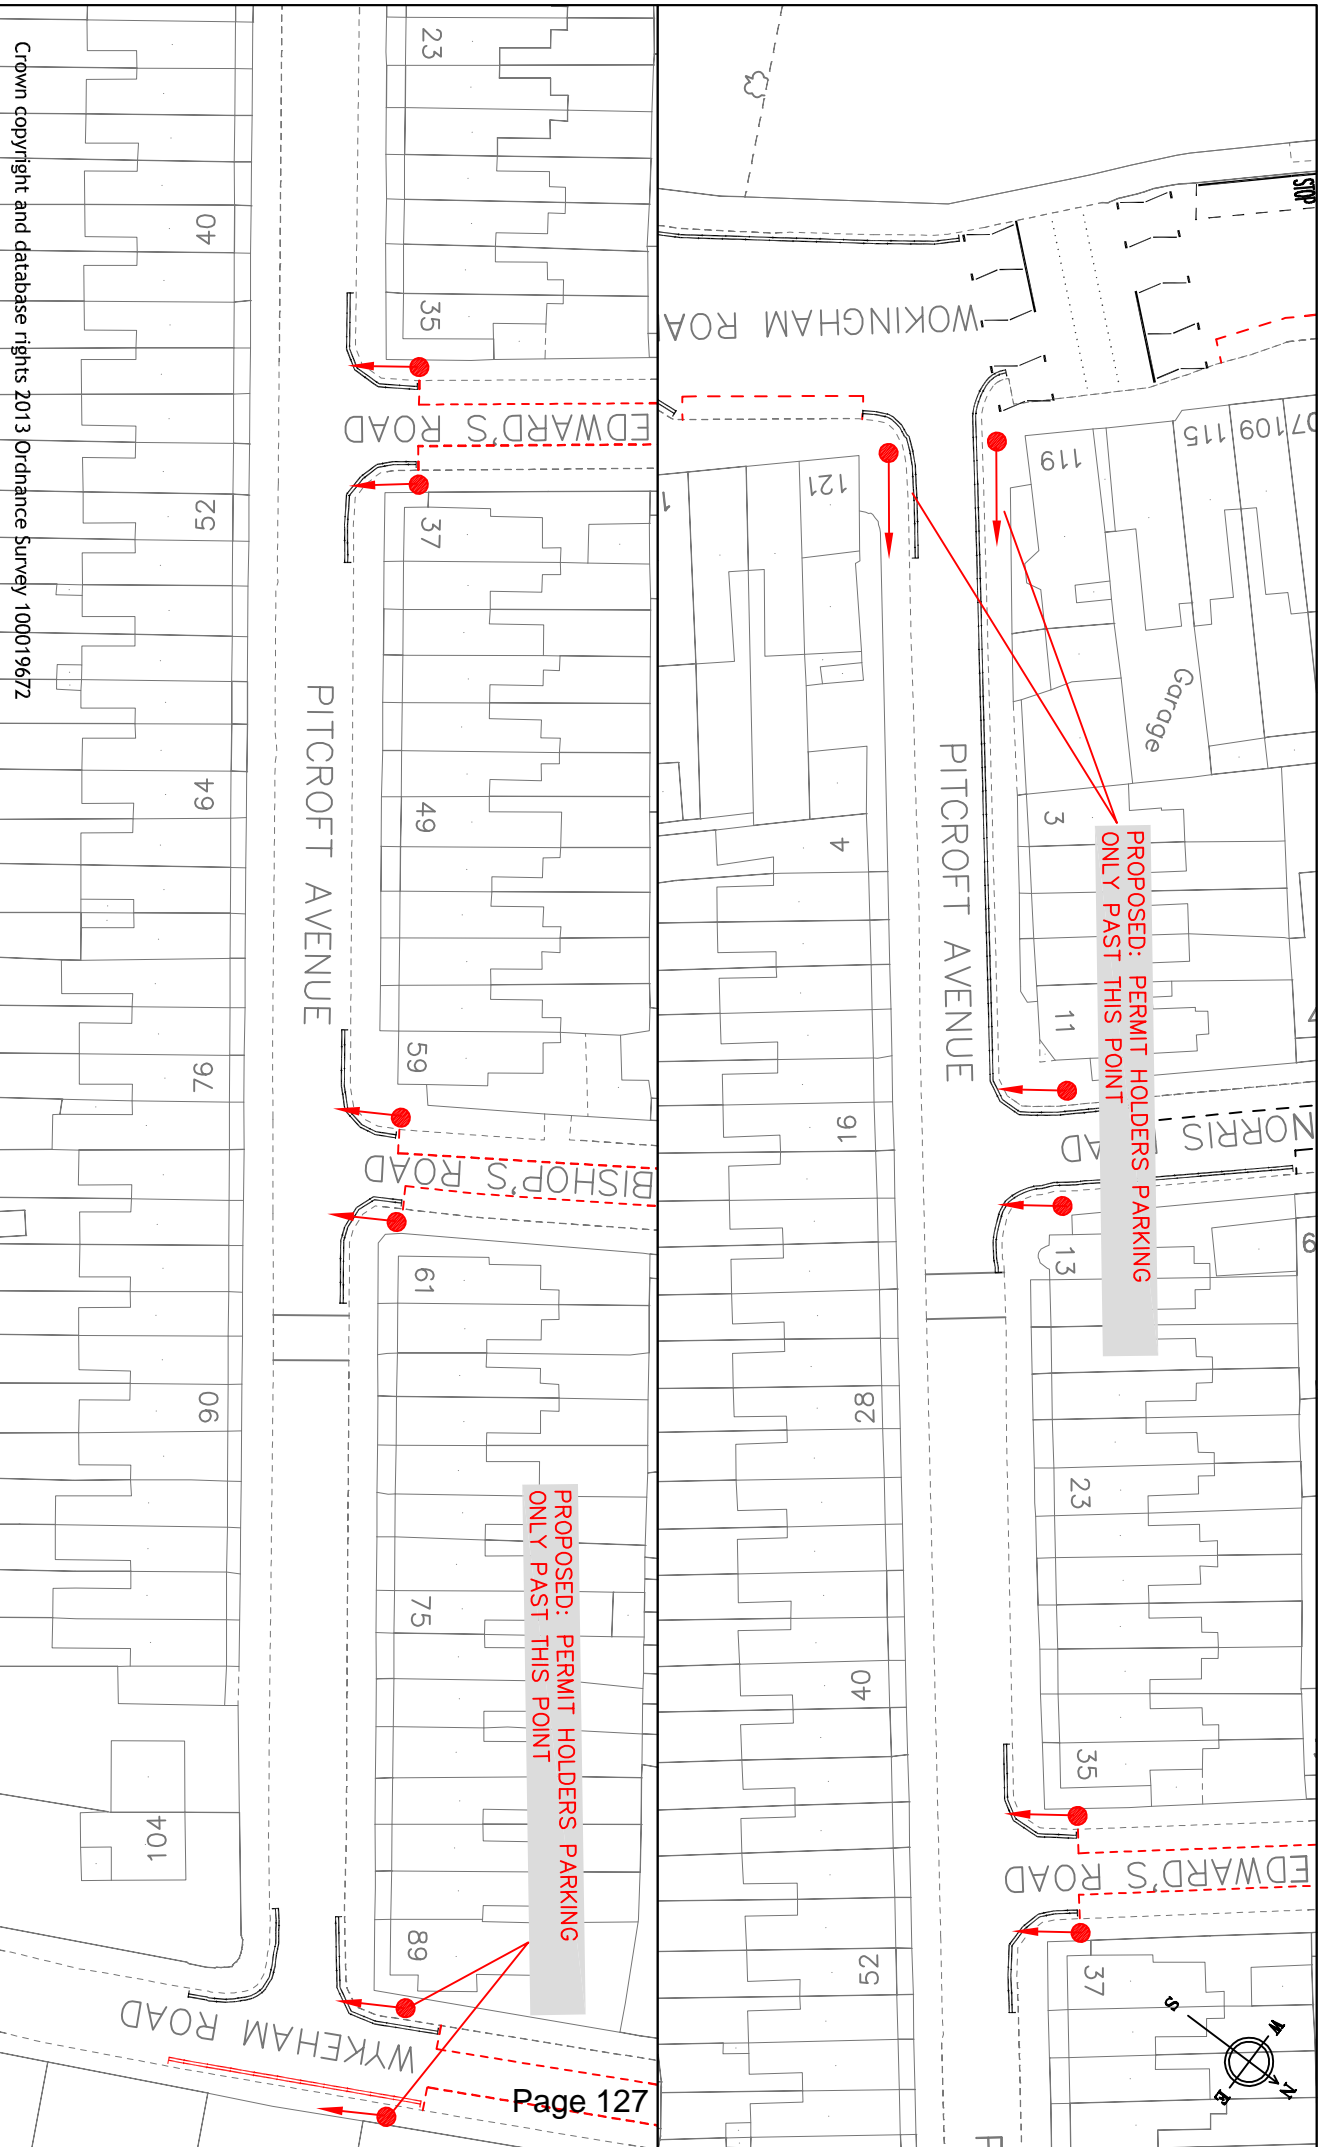 STOP
WOKINGHAM ROA
119
115
109
07
121
1
Garage
PITCROFT AVENUE
3
4
11
PROPOSED: PERMIT HOLDERS PARKING
ONLY PAST THIS POINT
NORRIS
AD
13
16
23
28
35
40
EDWARD'S ROAD
37
52
S
W
N
E
23
35
40
EDWARD'S ROAD
37
52
PITCROFT AVENUE
49
64
59
76
BISHOP'S ROAD
61
90
75
PROPOSED: PERMIT HOLDERS PARKING
ONLY PAST THIS POINT
89
104
WYKEHAM ROAD
Page 127
Crown copyright and database rights 2013 Ordnance Survey 100019672